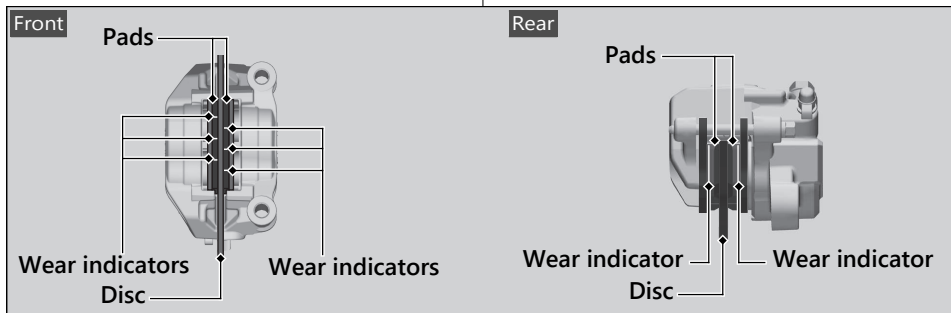 Front
Pads
Wear indicators
Wear indicators
Disc
Rear
Pads
Wear indicator
Wear indicator
Disc